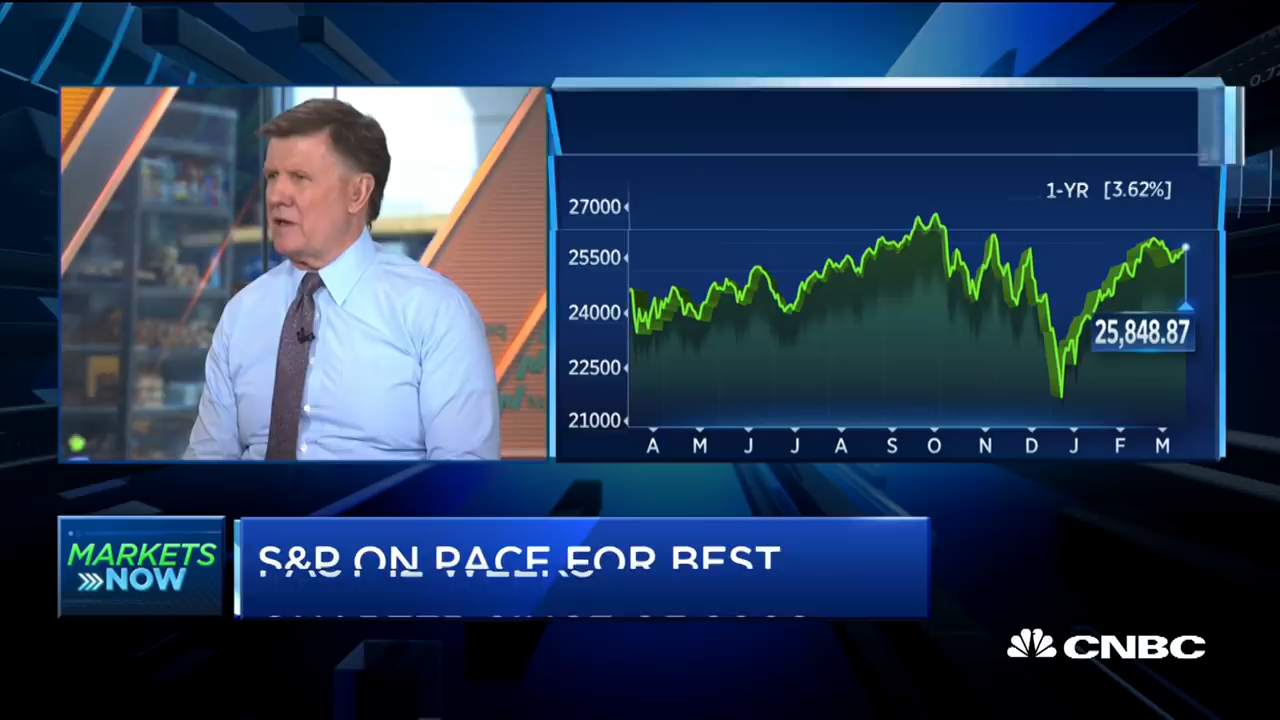 1-YR [3.62%]
27000
25500
24000
22500
21000
25,848.87
A M J J A S O N D J F M
MARKETS
NOW
S&P ON PACE FOR BEST
CNBC